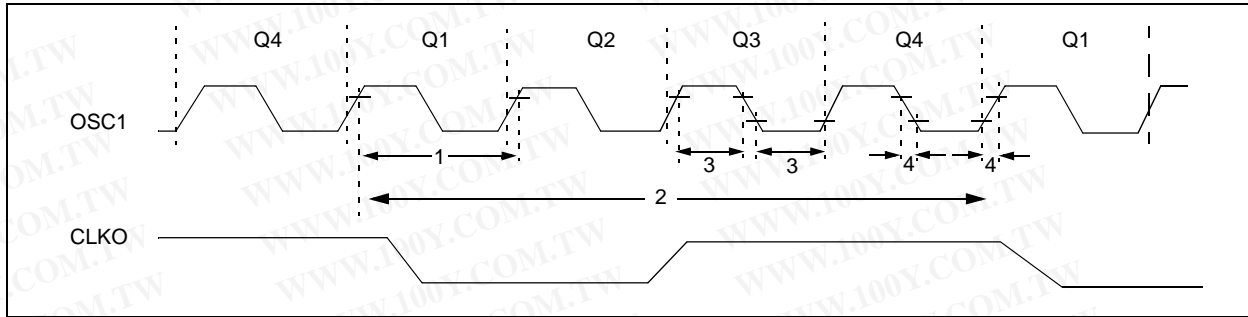 Q4 Q1 Q2 Q3 Q4 Q1
OSC1
1 3 3 4 4
2
CLKO
WWW.100Y.COM.TW